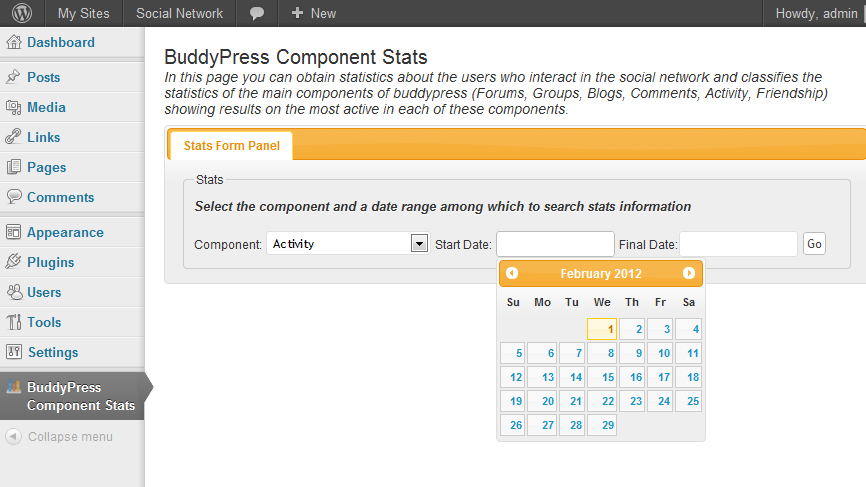 My Sites Social Network New Howdy, admin
Dashboard
Posts
Media
Links
Pages
Comments
Appearance
Plugins
Users
Tools
Settings
BuddyPress
Component Stats
Collapse menu
BuddyPress Component Stats
In this page you can obtain statistics about the users who interact in the social network and classifies the
statistics of the main components of buddypress (Forums, Groups, Blogs, Comments, Activity, Friendship)
showing results on the most active in each of these components.
Stats Form Panel
Stats
Select the component and a date range among which to search stats information
Component: Activity Start Date: Final Date: Go
February 2012
Su Mo Tu We Th Fr Sa
1 2 3 4
5 6 7 8 9 10 11
12 13 14 15 16 17 18
19 20 21 22 23 24 25
26 27 28 29